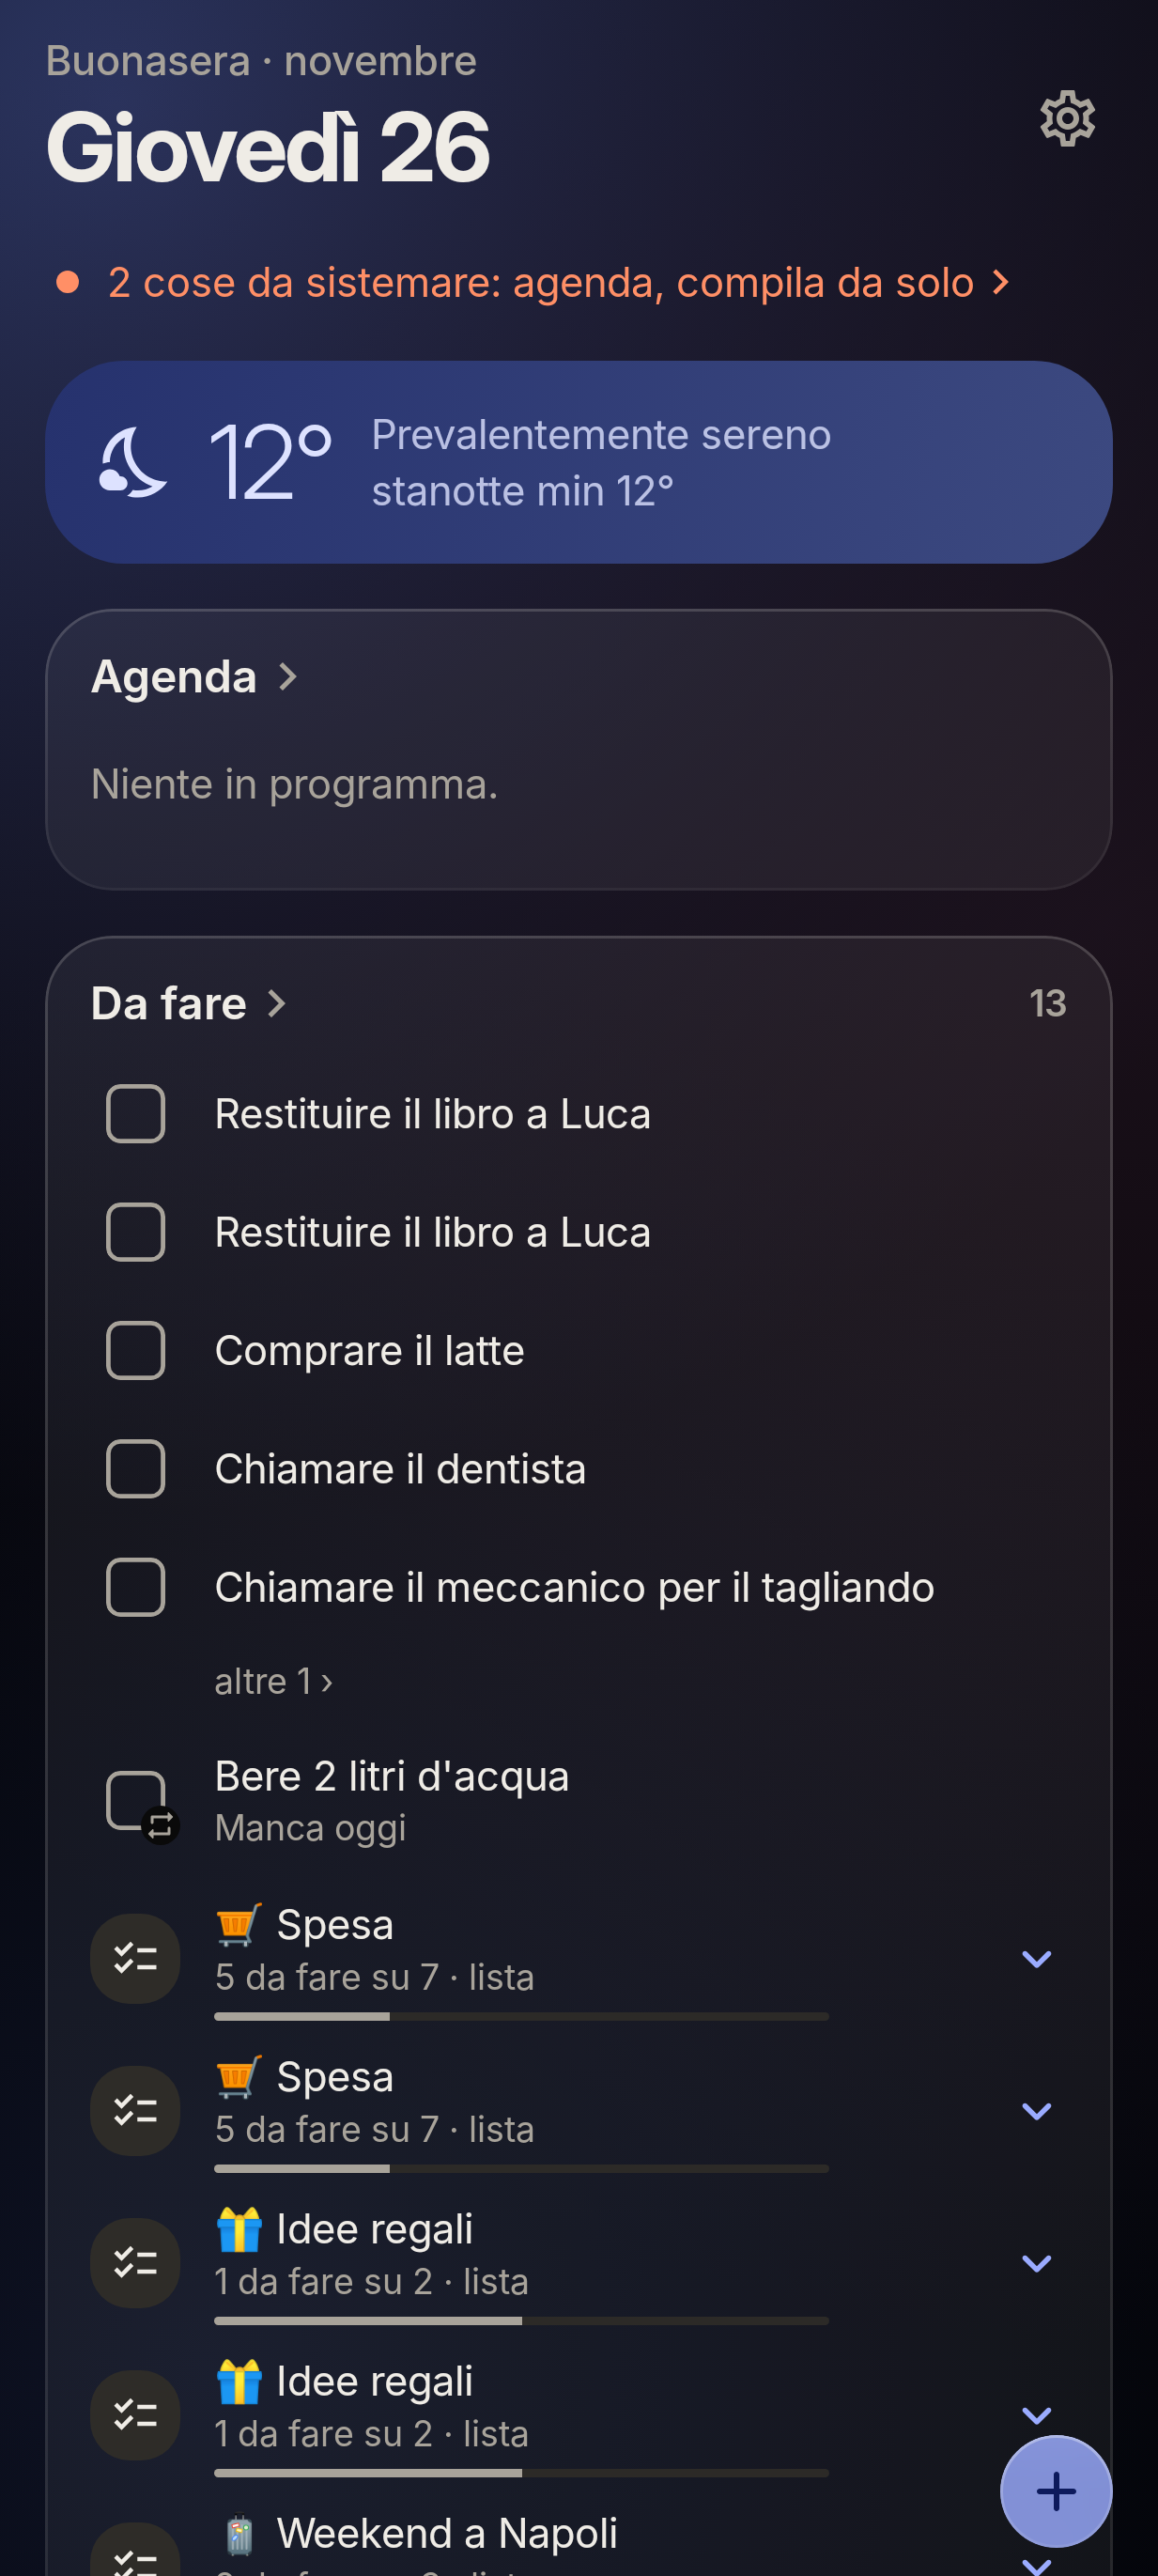 Buonasera · novembre
Giovedì 26
2 cose da sistemare: agenda, compila da solo
12°
Prevalentemente sereno
stanotte min 12°
Agenda
Niente in programma.
Da fare
13
Restituire il libro a Luca
Restituire il libro a Luca
Comprare il latte
Chiamare il dentista
Chiamare il meccanico per il tagliando
altre 1 ›
Bere 2 litri d'acqua
Manca oggi
🛒 Spesa
5 da fare su 7 · lista
🛒 Spesa
5 da fare su 7 · lista
🎁 Idee regali
1 da fare su 2 · lista
🎁 Idee regali
1 da fare su 2 · lista
🧳 Weekend a Napoli